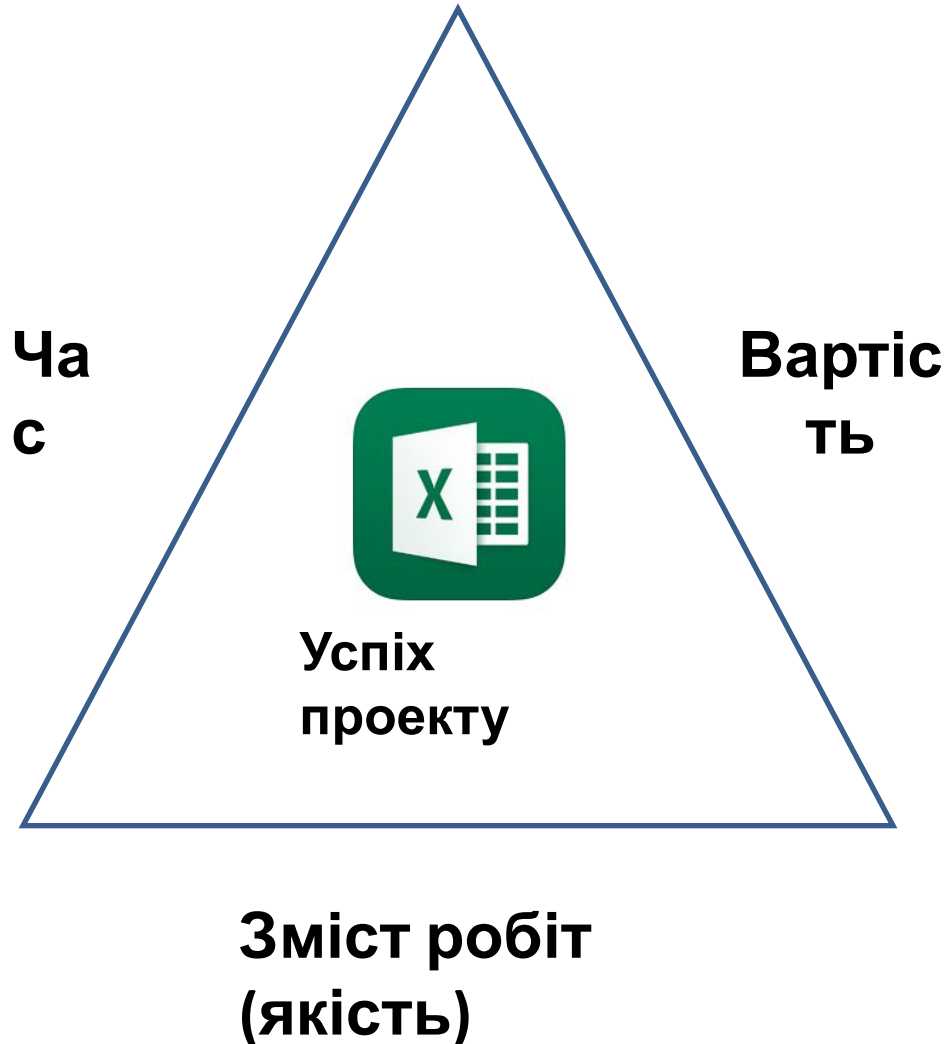 Ча
с
Вартіс
ть
X
Успіх
проекту
Зміст робіт
(якість)